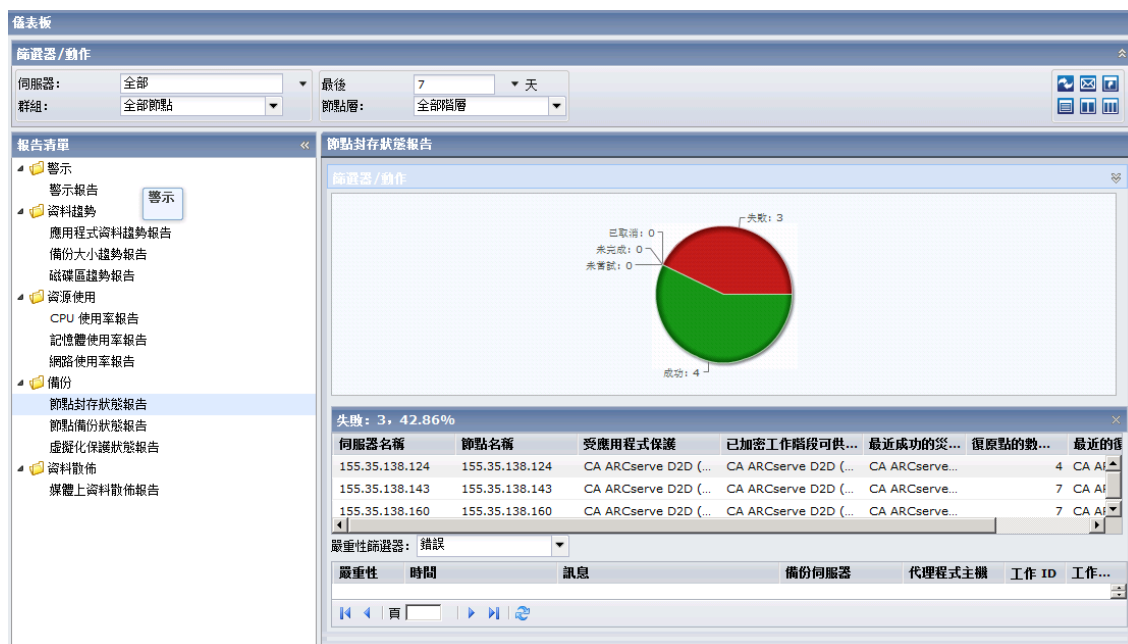 儀表板
篩選器/動作
伺服器: 全部 最後 7 天
群組: 全部節點 節點層: 全部階層
報告清單
警示
警示報告
警示
資料趨勢
應用程式資料趨勢報告
備份大小趨勢報告
磁碟區趨勢報告
資源使用
CPU 使用率報告
記憶體使用率報告
網路使用率報告
備份
節點封存狀態報告
節點備份狀態報告
虛擬化保護狀態報告
資料散佈
媒體上資料散佈報告
節點封存狀態報告
篩選器/動作
失敗: 3
已取消: 0
未完成: 0
未嘗試: 0
成功: 4
失敗: 3, 42.86%
伺服器名稱 節點名稱 受應用程式保護 已加密工作階段可供... 最近成功的災... 復原點的數... 最近的復
155.35.138.124 155.35.138.124 CA ARCserve D2D (... CA ARCserve D2D (... CA ARCserve... 4 CA AR
155.35.138.143 155.35.138.143 CA ARCserve D2D (... CA ARCserve D2D (... CA ARCserve... 7 CA AR
155.35.138.160 155.35.138.160 CA ARCserve D2D (... CA ARCserve D2D (... CA ARCserve... 7 CA AR
嚴重性篩選器: 錯誤
嚴重性 時間 訊息 備份伺服器 代理程式主機 工作 ID 工作...
頁